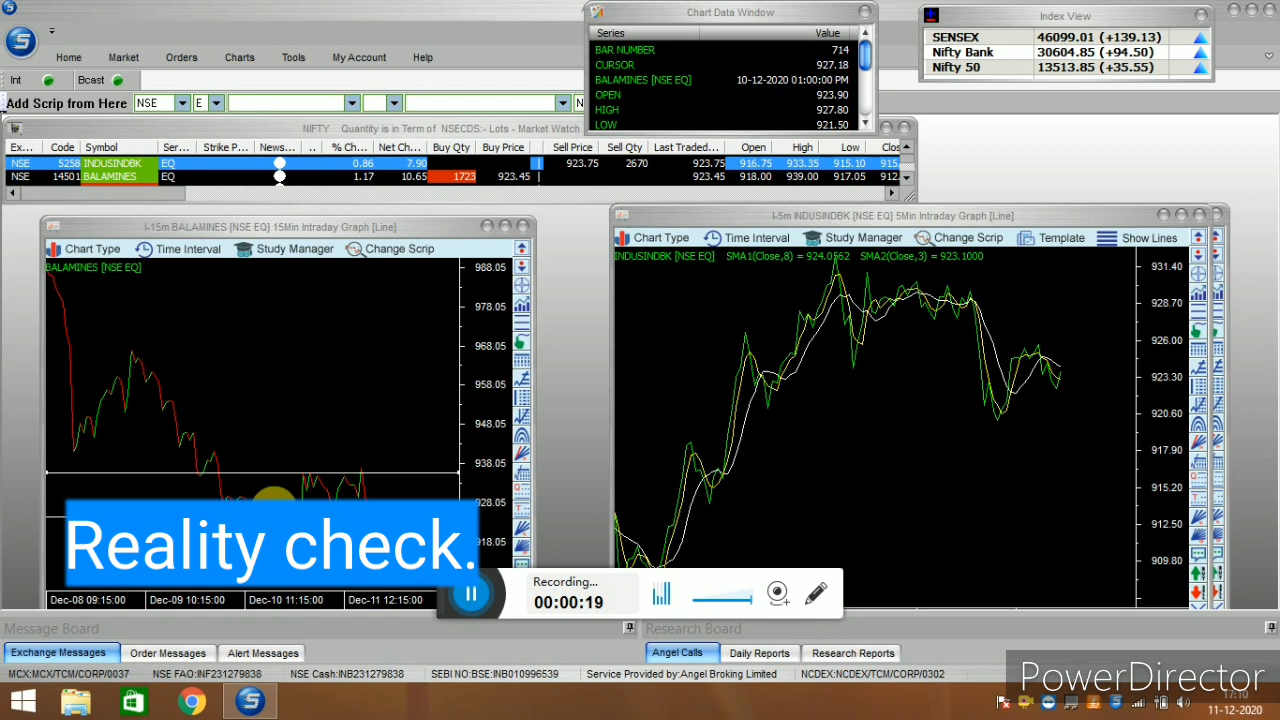 Chart Data Window
Series Value
BAR NUMBER 714
CURSOR 927.18
BALAMINES [NSE EQ] 10-12-2020 01:00:00 PM
OPEN 923.90
HIGH 927.80
LOW 921.50
Index View
SENSEX 46099.01 (+139.13)
Nifty Bank 30604.85 (+94.50)
Nifty 50 13513.85 (+35.55)
Home Market Orders Charts Tools My Account Help
Int Bcast
Add Scrip from Here NSE E N
NIFTY Quantity is in Term of NSECDS:- Lots - Market Watch
Ex... Code Symbol Ser... Strike P... News... .. % Ch... Net Ch... Buy Qty Buy Price Sell Price Sell Qty Last Traded... Open High Low Clos
NSE 5258 INDUSINDBK EQ 0.86 7.90 923.75 2670 923.75 916.75 933.35 915.10 915.
NSE 14501 BALAMINES EQ 1.17 10.65 1723 923.45 923.45 918.00 939.00 917.05 912.
I-15m BALAMINES [NSE EQ] 15Min Intraday Graph [Line]
Chart Type Time Interval Study Manager Change Scrip
BALAMINES [NSE EQ]
988.05
978.05
968.05
958.05
948.05
938.05
928.05
918.05
Dec-08 09:15:00 Dec-09 10:15:00 Dec-10 11:15:00 Dec-11 12:15:00
I-5m INDUSINDBK [NSE EQ] 5Min Intraday Graph [Line]
Chart Type Time Interval Study Manager Change Scrip Template Show Lines
INDUSINDBK [NSE EQ] SMA1(Close,8) = 924.0562 SMA2(Close,3) = 923.1000
931.40
928.70
926.00
923.30
920.60
917.90
915.20
912.50
909.80
Reality check.
Recording...
00:00:19
Message Board
Research Board
Exchange Messages Order Messages Alert Messages
Angel Calls Daily Reports Research Reports
MCX:MCX/TCM/CORP/0037 NSE FAO:INF231279838 NSE Cash:INB231279838 SEBI NO:BSE:INB010996539 Service Provided by:Angel Broking Limited NCDEX:NCDEX/TCM/CORP/0302
PowerDirector
17:10
11-12-2020